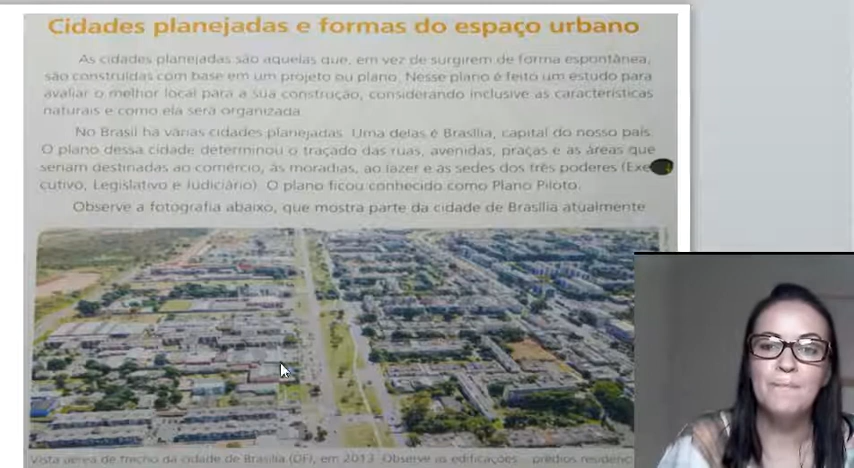 Cidades planejadas e formas do espaço urbano
As cidades planejadas são aquelas que, em vez de surgirem de forma espontânea,
são construídas com base em um projeto ou plano. Nesse plano é feito um estudo para
avaliar o melhor local para a sua construção, considerando inclusive as características
naturais e como ela será organizada.
No Brasil há várias cidades planejadas. Uma delas é Brasília, capital do nosso país.
O plano dessa cidade determinou o traçado das ruas, avenidas, praças e as áreas que
seriam destinadas ao comércio, às moradias, ao lazer e às sedes dos três poderes (Exe
cutivo, Legislativo e Judiciário). O plano ficou conhecido como Plano Piloto.
Observe a fotografia abaixo, que mostra parte da cidade de Brasília atualmente
Vista aérea de trecho da cidade de Brasília (DF), em 2013. Observe as edificações prédios